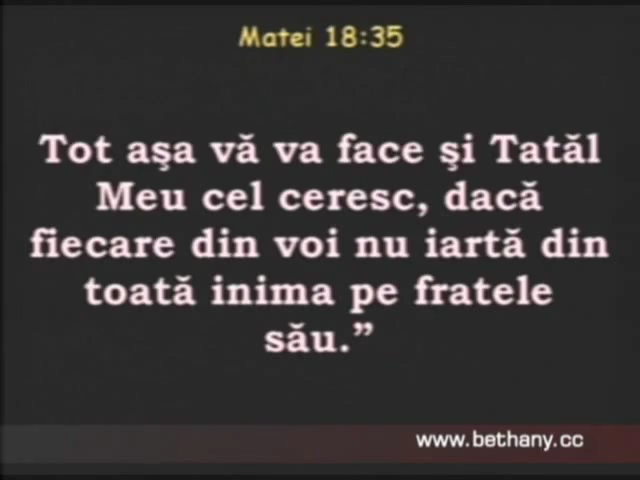 Matei 18:35
Tot aşa vă va face şi Tatăl
Meu cel ceresc, dacă
fiecare din voi nu iartă din
toată inima pe fratele
său.”
www.bethany.cc